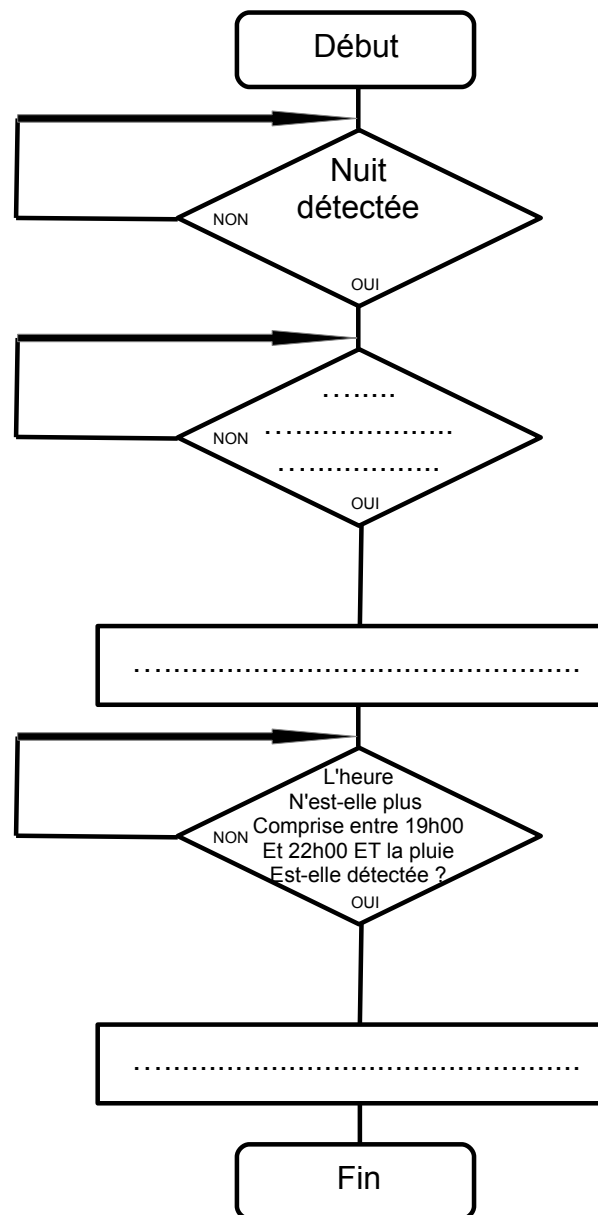 Début
Nuit
détectée
NON
OUI
........
.....................
NON
..................
OUI
..................................................
L'heure
N'est-elle plus
Comprise entre 19h00
NON
Et 22h00 ET la pluie
Est-elle détectée ?
OUI
..................................................
Fin